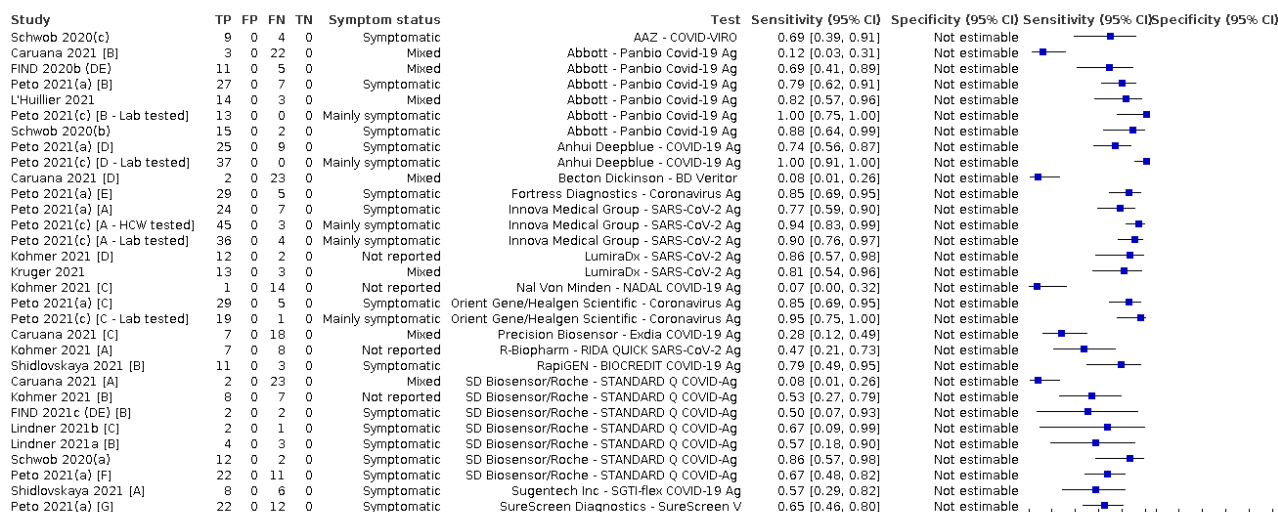 Study TP FP FN TN Symptom status Test Sensitivity (95% CI) Specificity (95% CI) Sensitivity (95% CI) Specificity (95% CI)
Schwob 2020(c) 9 0 4 0 Symptomatic AAZ - COVID-VIRO 0.69 [0.39, 0.91] Not estimable
Caruana 2021 [B] 3 0 22 0 Mixed Abbott - Panbio Covid-19 Ag 0.12 [0.03, 0.31] Not estimable
FIND 2020b (DE) 11 0 5 0 Mixed Abbott - Panbio Covid-19 Ag 0.69 [0.41, 0.89] Not estimable
Peto 2021(a) [B] 27 0 7 0 Symptomatic Abbott - Panbio Covid-19 Ag 0.79 [0.62, 0.91] Not estimable
L'Huillier 2021 14 0 3 0 Mixed Abbott - Panbio Covid-19 Ag 0.82 [0.57, 0.96] Not estimable
Peto 2021(c) [B - Lab tested] 13 0 0 0 Mainly symptomatic Abbott - Panbio Covid-19 Ag 1.00 [0.75, 1.00] Not estimable
Schwob 2020(b) 15 0 2 0 Symptomatic Abbott - Panbio Covid-19 Ag 0.88 [0.64, 0.99] Not estimable
Peto 2021(a) [D] 25 0 9 0 Symptomatic Anhui Deepblue - COVID-19 Ag 0.74 [0.56, 0.87] Not estimable
Peto 2021(c) [D - Lab tested] 37 0 0 0 Mainly symptomatic Anhui Deepblue - COVID-19 Ag 1.00 [0.91, 1.00] Not estimable
Caruana 2021 [D] 2 0 23 0 Mixed Becton Dickinson - BD Veritor 0.08 [0.01, 0.26] Not estimable
Peto 2021(a) [E] 29 0 5 0 Symptomatic Fortress Diagnostics - Coronavirus Ag 0.85 [0.69, 0.95] Not estimable
Peto 2021(a) [A] 24 0 7 0 Symptomatic Innova Medical Group - SARS-CoV-2 Ag 0.77 [0.59, 0.90] Not estimable
Peto 2021(c) [A - HCW tested] 45 0 3 0 Mainly symptomatic Innova Medical Group - SARS-CoV-2 Ag 0.94 [0.83, 0.99] Not estimable
Peto 2021(c) [A - Lab tested] 36 0 4 0 Mainly symptomatic Innova Medical Group - SARS-CoV-2 Ag 0.90 [0.76, 0.97] Not estimable
Kohmer 2021 [D] 12 0 2 0 Not reported LumiraDx - SARS-CoV-2 Ag 0.86 [0.57, 0.98] Not estimable
Kruger 2021 13 0 3 0 Mixed LumiraDx - SARS-CoV-2 Ag 0.81 [0.54, 0.96] Not estimable
Kohmer 2021 [C] 1 0 14 0 Not reported Nal Von Minden - NADAL COVID-19 Ag 0.07 [0.00, 0.32] Not estimable
Peto 2021(a) [C] 29 0 5 0 Symptomatic Orient Gene/Healgen Scientific - Coronavirus Ag 0.85 [0.69, 0.95] Not estimable
Peto 2021(c) [C - Lab tested] 19 0 1 0 Mainly symptomatic Orient Gene/Healgen Scientific - Coronavirus Ag 0.95 [0.75, 1.00] Not estimable
Caruana 2021 [C] 7 0 18 0 Mixed Precision Biosensor - Exdia COVID-19 Ag 0.28 [0.12, 0.49] Not estimable
Kohmer 2021 [A] 7 0 8 0 Not reported R-Biopharm - RIDA QUICK SARS-CoV-2 Ag 0.47 [0.21, 0.73] Not estimable
Shidlovskaya 2021 [B] 11 0 3 0 Symptomatic RapiGEN - BIOCREDIT COVID-19 Ag 0.79 [0.49, 0.95] Not estimable
Caruana 2021 [A] 2 0 23 0 Mixed SD Biosensor/Roche - STANDARD Q COVID-Ag 0.08 [0.01, 0.26] Not estimable
Kohmer 2021 [B] 8 0 7 0 Not reported SD Biosensor/Roche - STANDARD Q COVID-Ag 0.53 [0.27, 0.79] Not estimable
FIND 2021c (DE) [B] 2 0 2 0 Symptomatic SD Biosensor/Roche - STANDARD Q COVID-Ag 0.50 [0.07, 0.93] Not estimable
Lindner 2021b [C] 2 0 1 0 Symptomatic SD Biosensor/Roche - STANDARD Q COVID-Ag 0.67 [0.09, 0.99] Not estimable
Lindner 2021a [B] 4 0 3 0 Symptomatic SD Biosensor/Roche - STANDARD Q COVID-Ag 0.57 [0.18, 0.90] Not estimable
Schwob 2020(a) 12 0 2 0 Symptomatic SD Biosensor/Roche - STANDARD Q COVID-Ag 0.86 [0.57, 0.98] Not estimable
Peto 2021(a) [F] 22 0 11 0 Symptomatic SD Biosensor/Roche - STANDARD Q COVID-Ag 0.67 [0.48, 0.82] Not estimable
Shidlovskaya 2021 [A] 8 0 6 0 Symptomatic Sugentech Inc - SGTI-flex COVID-19 Ag 0.57 [0.29, 0.82] Not estimable
Peto 2021(a) [G] 22 0 12 0 Symptomatic SureScreen Diagnostics - SureScreen V 0.65 [0.46, 0.80] Not estimable